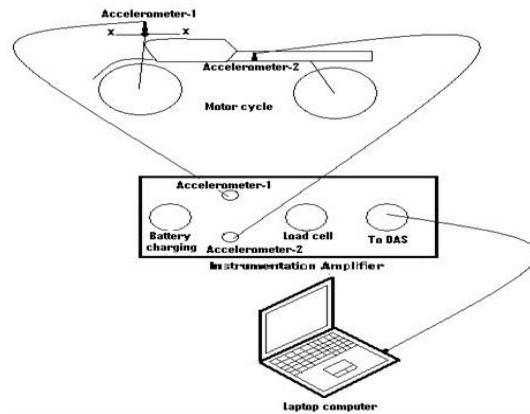 Accelerometer-1
x x
Accelerometer-2
Motor cycle
Accelerometer-1
Battery charging
Load cell
To DAS
Accelerometer-2
Instrumentation Amplifier
Laptop computer